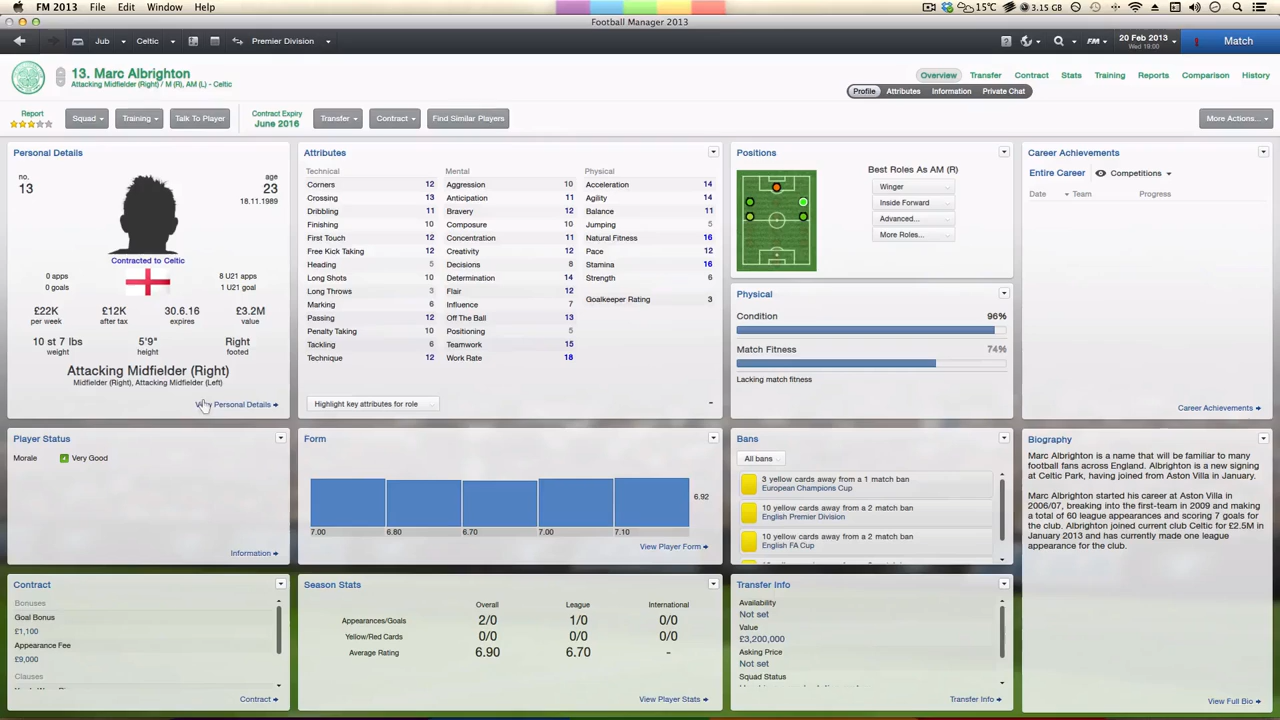 FM 2013 File Edit Window Help 15°C 3.15 GB
Football Manager 2013
Jub Celtic Premier Division FM 20 Feb 2013 Wed 18:00 Match
13. Marc Albrighton
Attacking Midfielder (Right) / M (R), AM (L) - Celtic
Overview Transfer Contract Stats Training Reports Comparison History
Profile Attributes Information Private Chat
Report
Squad Training Talk To Player
Contract Expiry
June 2016
Transfer Contract Find Similar Players More Actions...
Personal Details
no.
13
age
23
18.11.1989
Contracted to Celtic
0 apps
0 goals
8 U21 apps
1 U21 goal
£22K £12K 30.6.16 £3.2M
per week after tax expires value
10 st 7 lbs 5'9" Right
weight height footed
Attacking Midfielder (Right)
Midfielder (Right), Attacking Midfielder (Left)
Personal Details
Attributes
Technical Mental Physical
Corners 12 Aggression 10 Acceleration 14
Crossing 13 Anticipation 11 Agility 14
Dribbling 11 Bravery 12 Balance 11
Finishing 10 Composure 10 Jumping 5
First Touch 12 Concentration 11 Natural Fitness 16
Free Kick Taking 12 Creativity 12 Pace 12
Heading 5 Decisions 8 Stamina 16
Long Shots 10 Determination 14 Strength 6
Long Throws 3 Flair 12
Marking 6 Influence 7 Goalkeeper Rating 3
Passing 12 Off The Ball 13
Penalty Taking 10 Positioning 5
Tackling 6 Teamwork 15
Technique 12 Work Rate 18
Highlight key attributes for role -
Positions
Best Roles As AM (R)
Winger
Inside Forward
Advanced...
More Roles...
Physical
Condition 96%
Match Fitness 74%
Lacking match fitness
Career Achievements
Entire Career Competitions
Date Team Progress
Career Achievements
Player Status
Morale Very Good
Information
Form
6.92
7.00 6.80 6.70 7.00 7.10
View Player Form
Bans
All bans
3 yellow cards away from a 1 match ban
European Champions Cup
10 yellow cards away from a 2 match ban
English Premier Division
10 yellow cards away from a 2 match ban
English FA Cup
Biography
Marc Albrighton is a name that will be familiar to many
football fans across England. Albrighton is a new signing
at Celtic Park, having joined from Aston Villa in January.
Marc Albrighton started his career at Aston Villa in
2006/07, breaking into the first-team in 2009 and making
a total of 60 league appearances and scoring 7 goals for
the club. Albrighton joined current club Celtic for £2.5M in
January 2013 and has currently made one league
appearance for the club.
View Full Bio
Contract
Bonuses
Goal Bonus
£1,100
Appearance Fee
£9,000
Clauses
Contract
Season Stats
Overall League International
Appearances/Goals 2/0 1/0 0/0
Yellow/Red Cards 0/0 0/0 0/0
Average Rating 6.90 6.70 -
View Player Stats
Transfer Info
Availability
Not set
Value
£3,200,000
Asking Price
Not set
Squad Status
Transfer Info